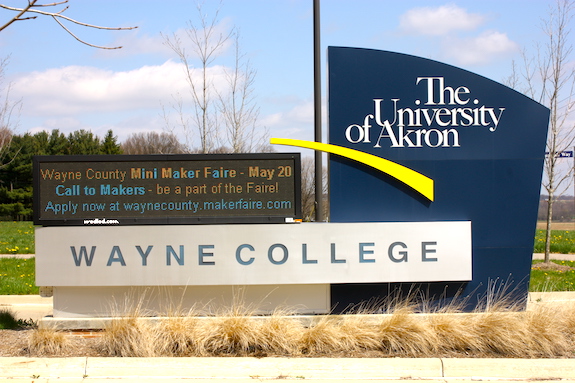 The
University
of Akron
Wayne County Mini Maker Faire - May 20
Call to Makers - be a part of the Faire!
Apply now at waynecounty.makerfaire.com
WAYNE COLLEGE
Way